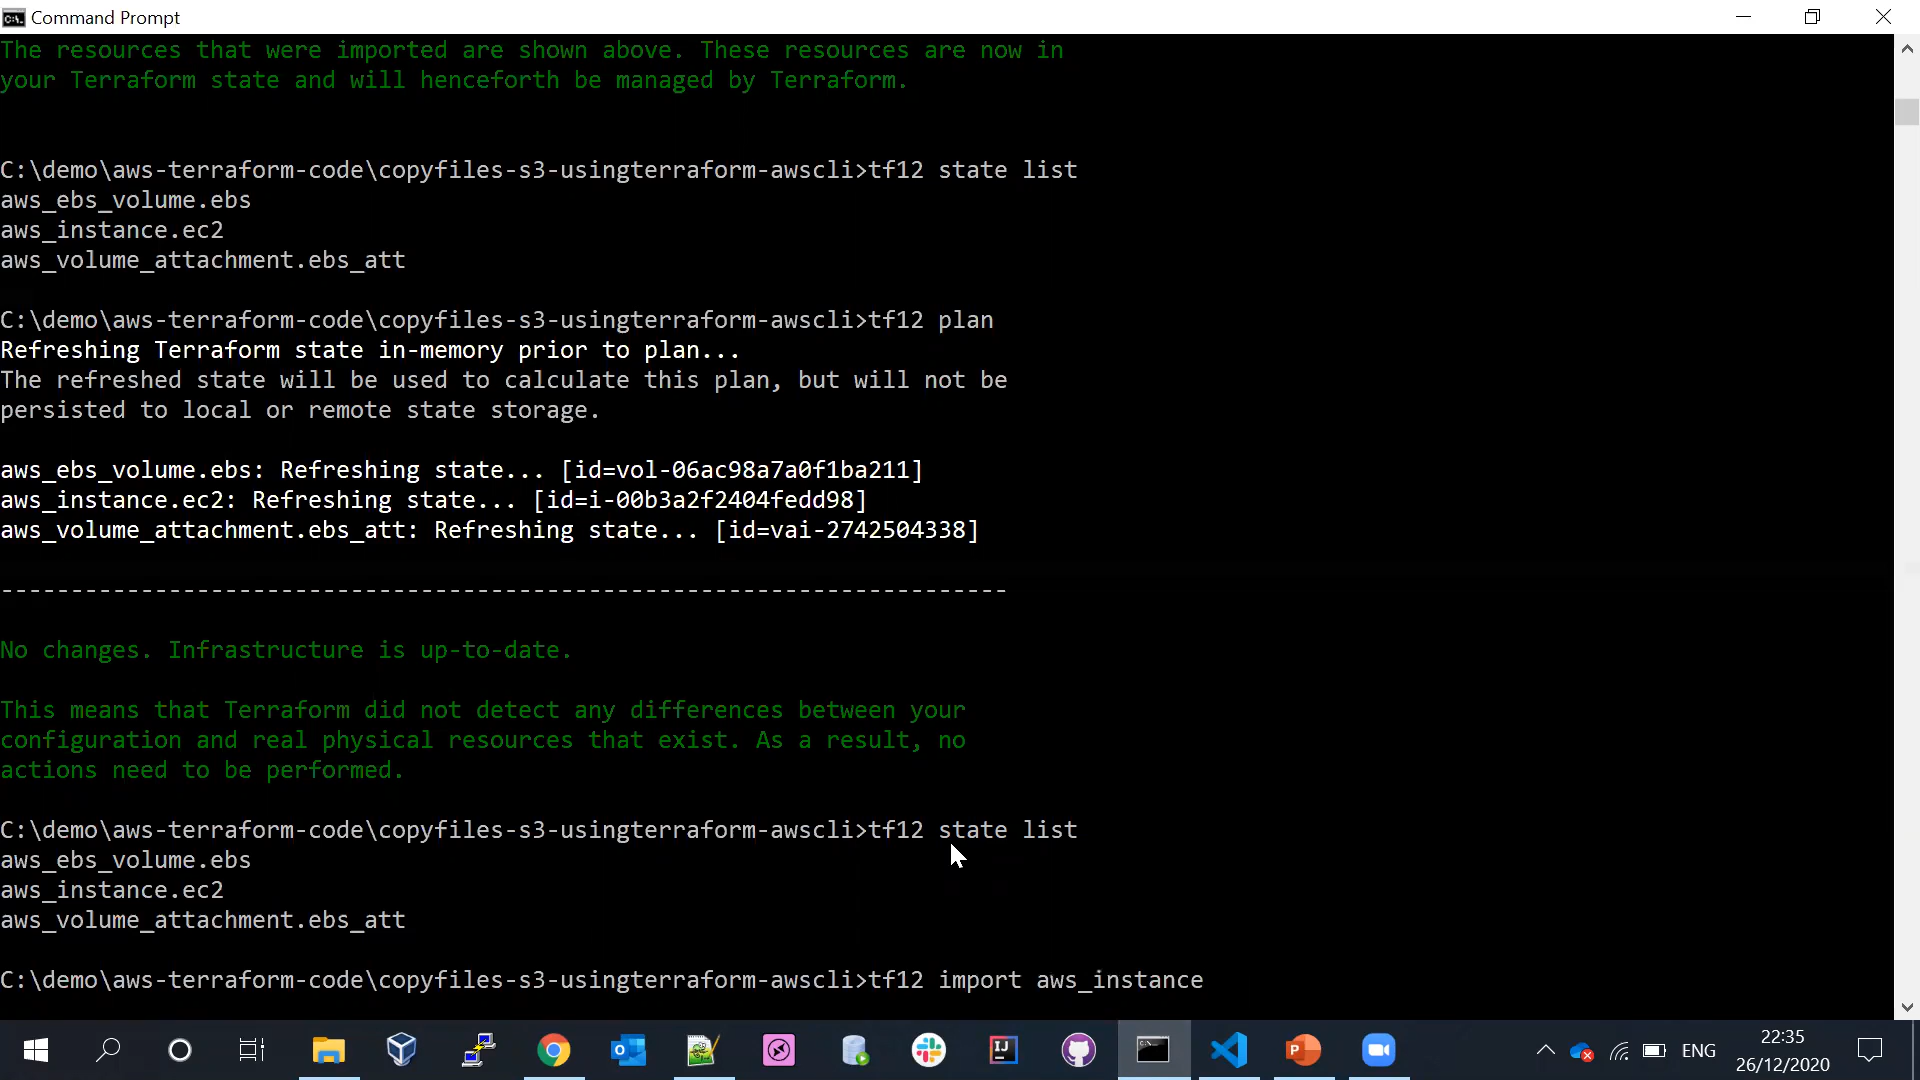 Command Prompt
The resources that were imported are shown above. These resources are now in
your Terraform state and will henceforth be managed by Terraform.
C:\demo\aws-terraform-code\copyfiles-s3-usingterraform-awscli>tf12 state list
aws_ebs_volume.ebs
aws_instance.ec2
aws_volume_attachment.ebs_att
C:\demo\aws-terraform-code\copyfiles-s3-usingterraform-awscli>tf12 plan
Refreshing Terraform state in-memory prior to plan...
The refreshed state will be used to calculate this plan, but will not be
persisted to local or remote state storage.
aws_ebs_volume.ebs: Refreshing state... [id=vol-06ac98a7a0f1ba211]
aws_instance.ec2: Refreshing state... [id=i-00b3a2f2404fedd98]
aws_volume_attachment.ebs_att: Refreshing state... [id=vai-2742504338]
------------------------------------------------------------------------
No changes. Infrastructure is up-to-date.
This means that Terraform did not detect any differences between your
configuration and real physical resources that exist. As a result, no
actions need to be performed.
C:\demo\aws-terraform-code\copyfiles-s3-usingterraform-awscli>tf12 state list
aws_ebs_volume.ebs
aws_instance.ec2
aws_volume_attachment.ebs_att
C:\demo\aws-terraform-code\copyfiles-s3-usingterraform-awscli>tf12 import aws_instance
ENG
22:35
26/12/2020